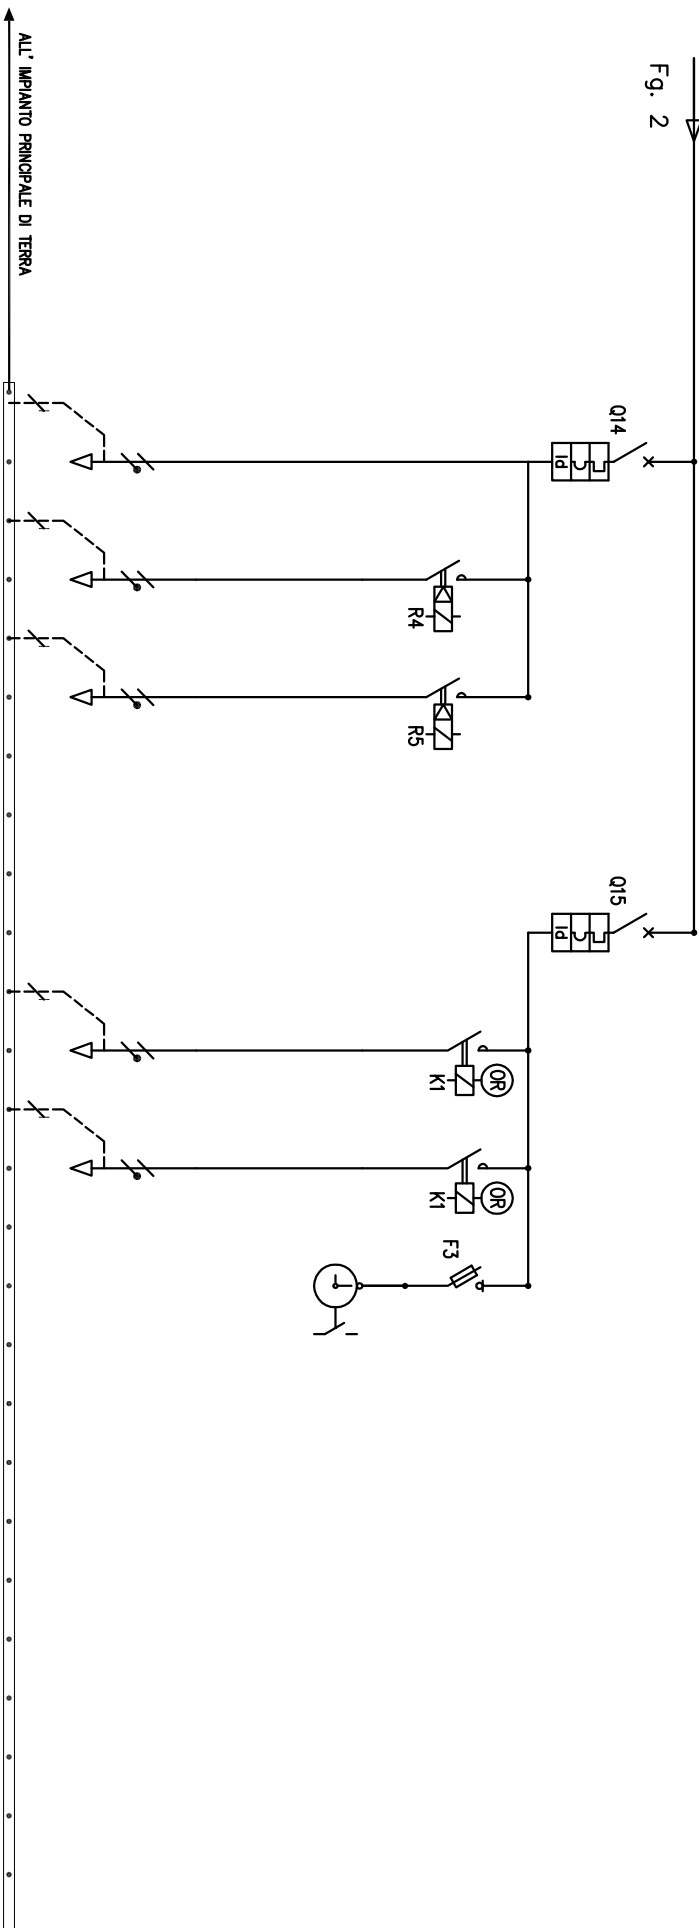 Fg. 2
Q14
Id
R4
R5
Q15
Id
OR
K1
OR
K1
F3
ALL' IMPIANTO PRINCIPALE DI TERRA